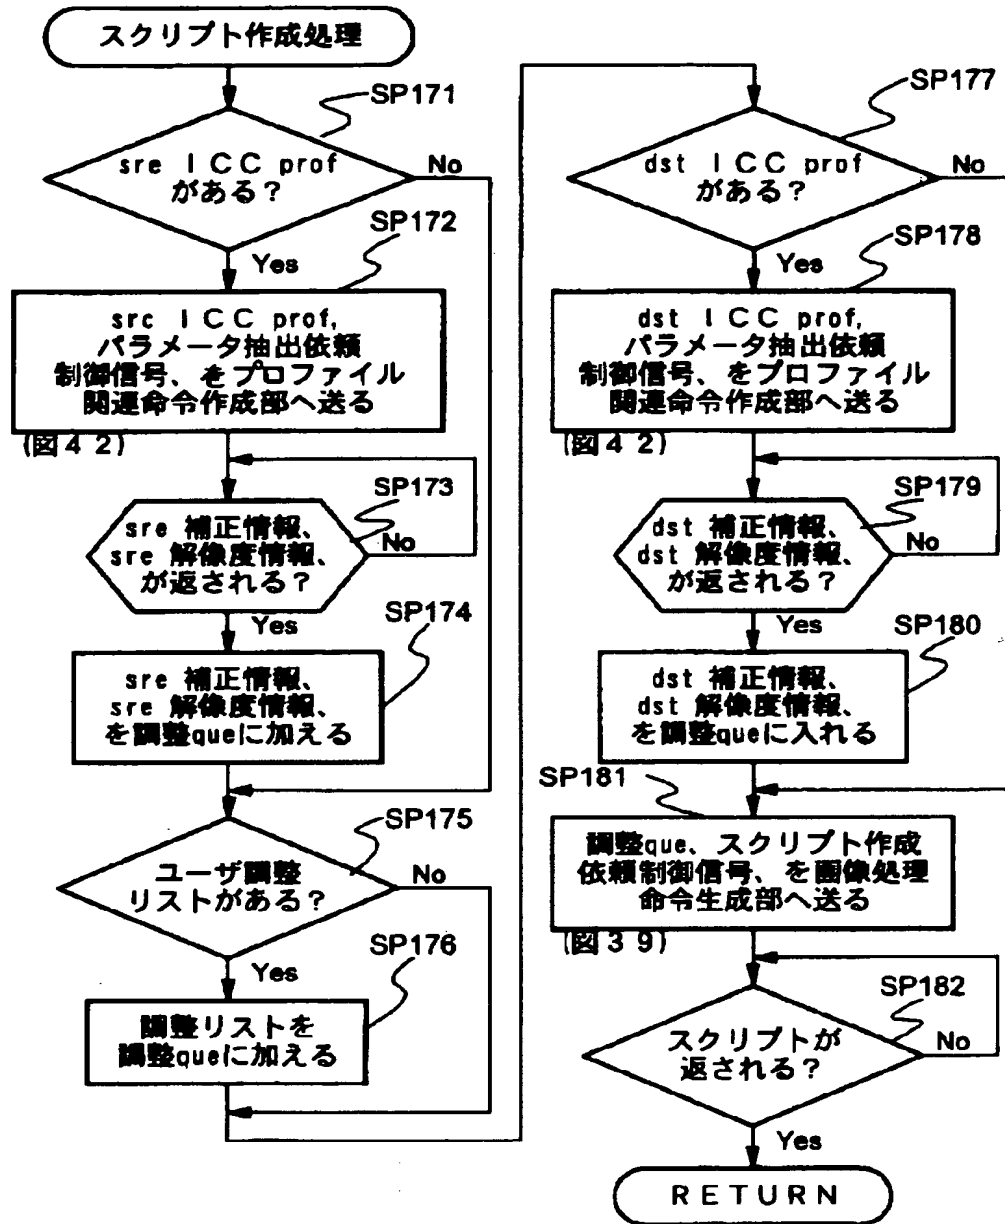 スクリプト作成処理
SP171
sre ICC prof
がある?
No
Yes
SP172
src ICC prof,
パラメータ抽出依頼
制御信号、をプロファイル
関連命令作成部へ送る
(図42)
SP173
sre 補正情報、
sre 解像度情報、
が返される?
No
Yes
SP174
sre 補正情報、
sre 解像度情報、
を調整queに加える
SP175
ユーザ調整
リストがある?
No
Yes
SP176
調整リストを
調整queに加える
SP177
dst ICC prof
がある?
No
Yes
SP178
dst ICC prof,
パラメータ抽出依頼
制御信号、をプロファイル
関連命令作成部へ送る
(図42)
SP179
dst 補正情報、
dst 解像度情報、
が返される?
No
Yes
SP180
dst 補正情報、
dst 解像度情報、
を調整queに入れる
SP181
調整que、スクリプト作成
依頼制御信号、を画像処理
命令生成部へ送る
(図39)
SP182
スクリプトが
返される?
No
Yes
RETURN